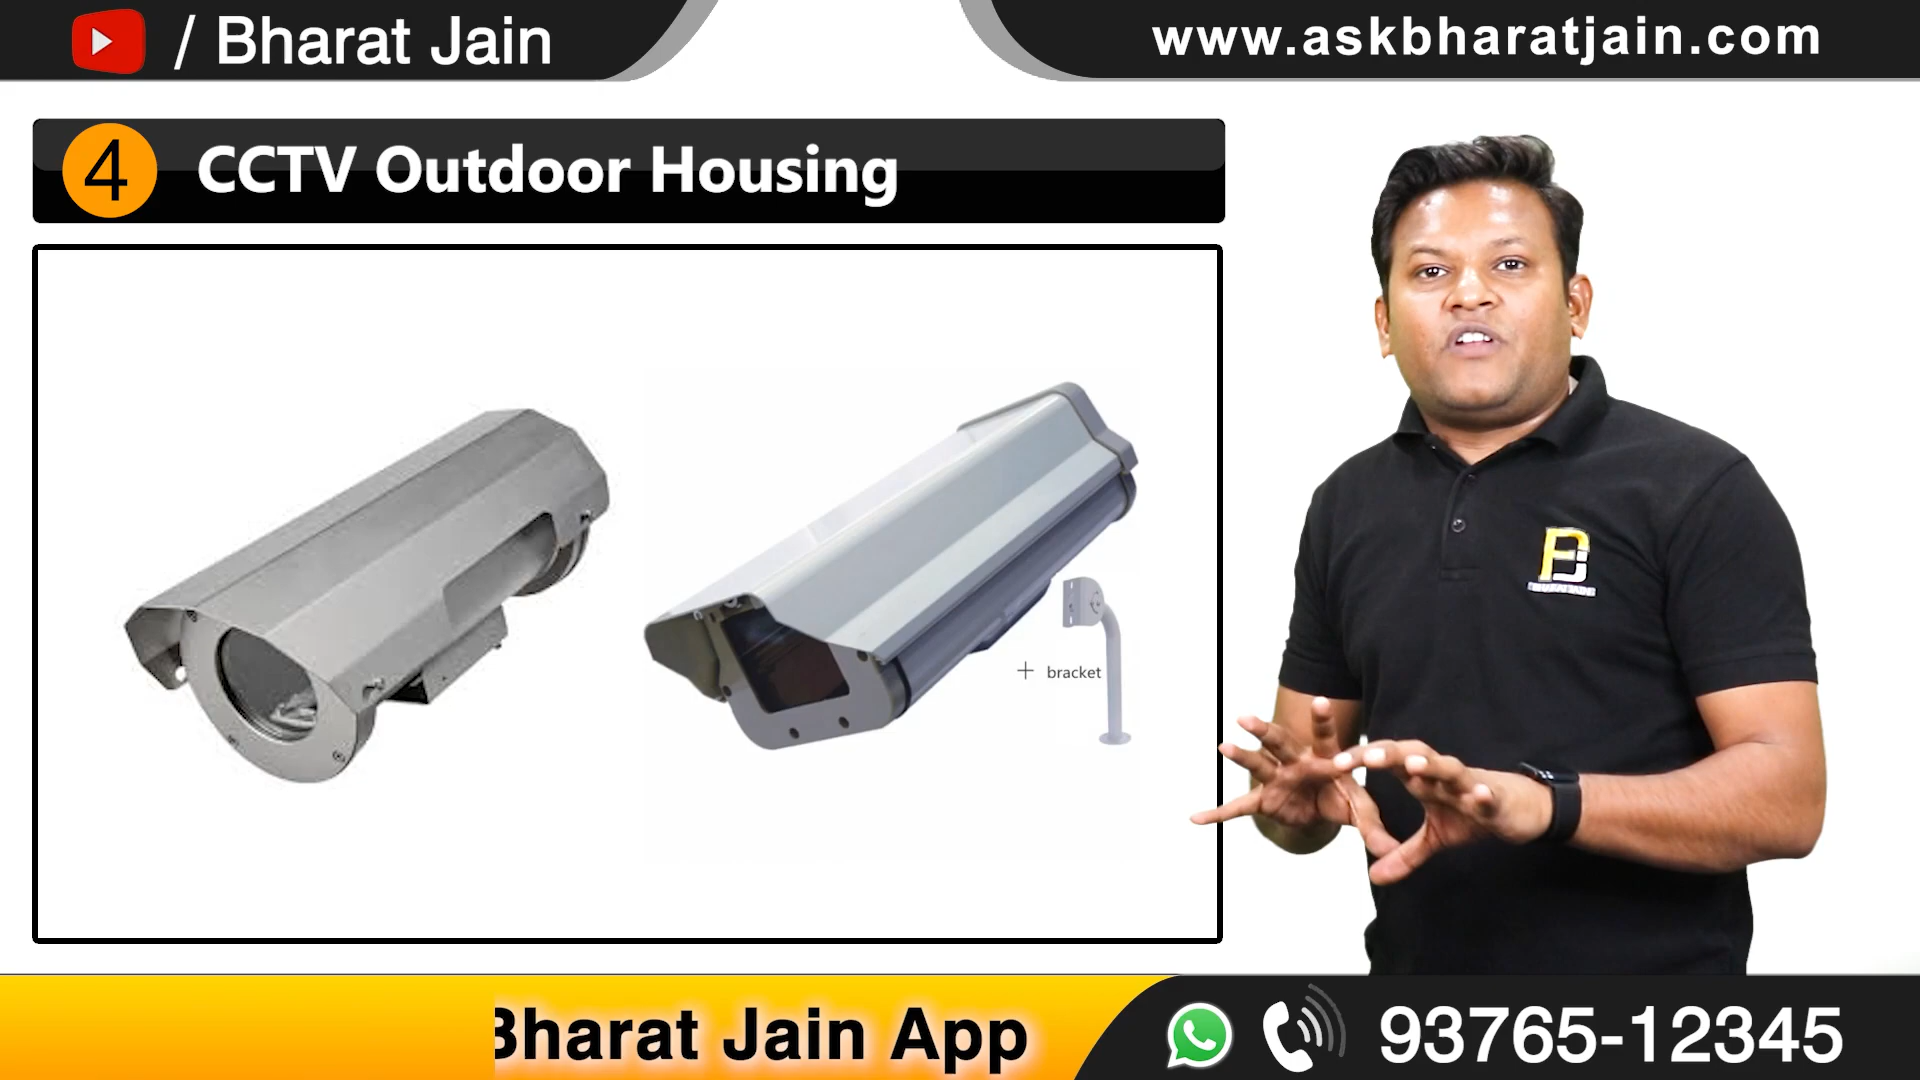 / Bharat Jain
www.askbharatjain.com
4 CCTV Outdoor Housing
+ bracket
Bharat Jain App
93765-12345